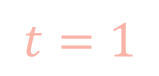 t = 1